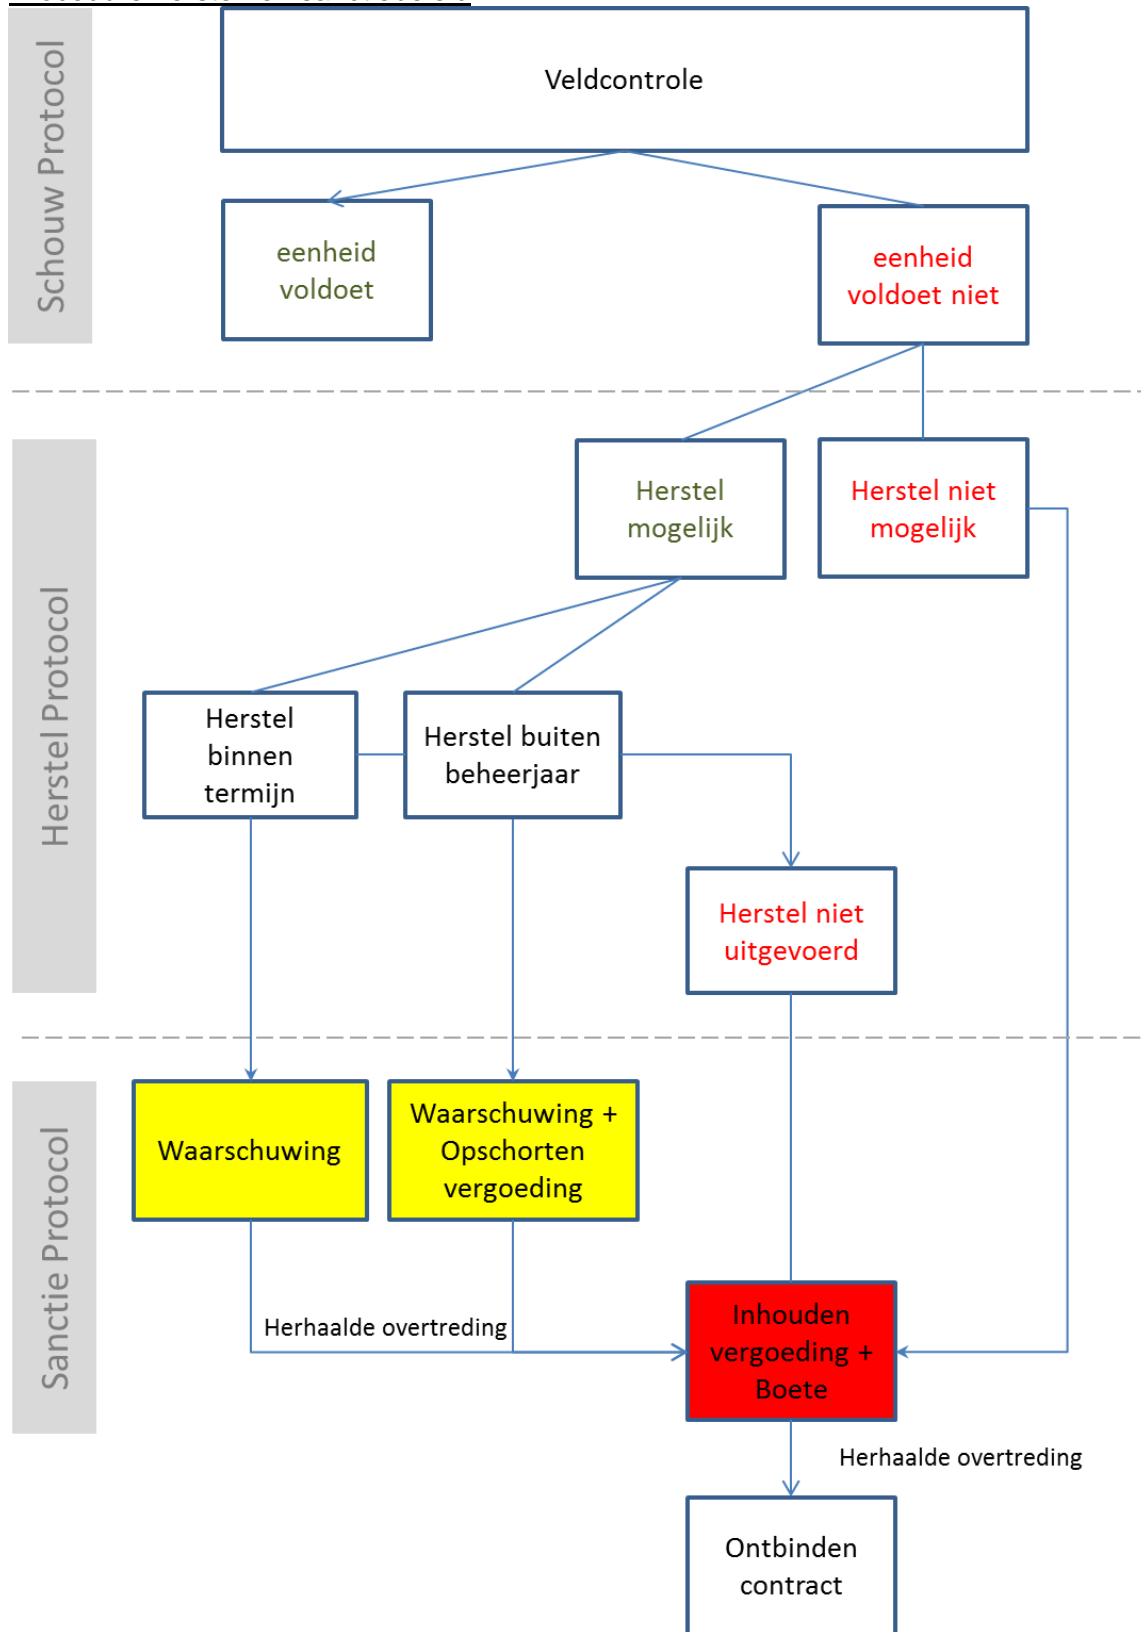 Schouw Protocol
Veldcontrole
eenheid
voldoet
eenheid
voldoet niet
Herstel Protocol
Herstel
mogelijk
Herstel niet
mogelijk
Herstel
binnen
termijn
Herstel buiten
beheerjaar
Herstel niet
uitgevoerd
Sanctie Protocol
Waarschuwing
Waarschuwing +
Opschorten
vergoeding
Herhaalde overtreding
Inhouden
vergoeding +
Boete
Herhaalde overtreding
Ontbinden
contract